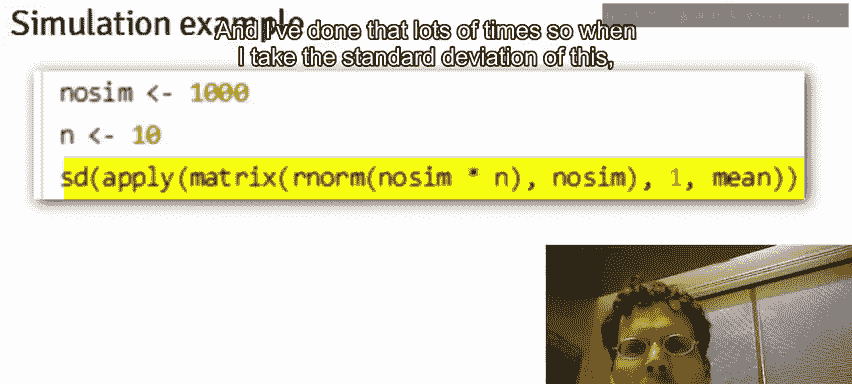 Simulation example
And I've done that lots of times so when
I take the standard deviation of this,
nosim <- 1000
n <- 10
sd(apply(matrix(rnorm(nosim * n), nosim), 1, mean))